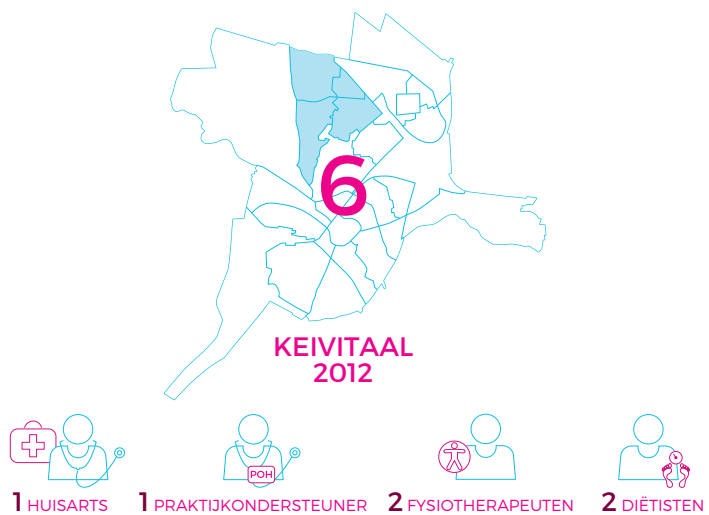 6
KEIVITAAL
2012
POH
1 HUISARTS
1 PRAKTIJKONDERSTEUNER
2 FYSIOTHERAPEUTEN
2 DIËTISTEN